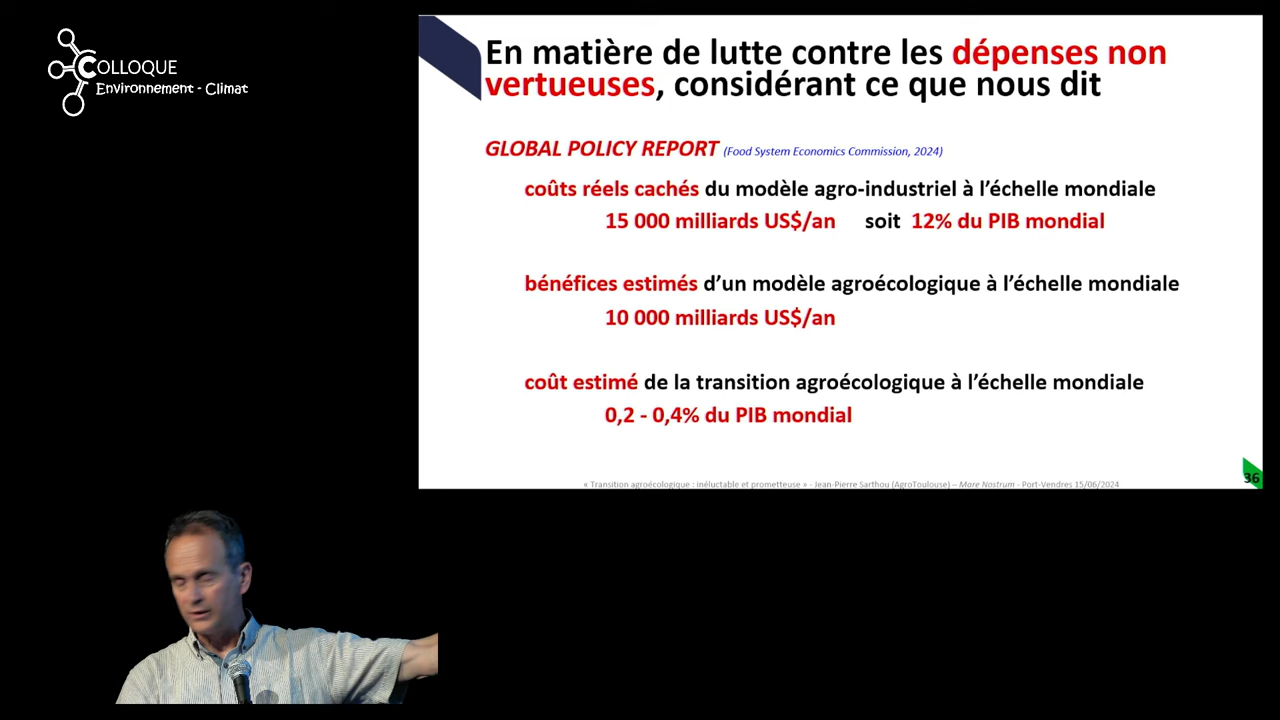 COLLOQUE
Environnement - Climat
En matière de lutte contre les dépenses non
vertueuses, considérant ce que nous dit
GLOBAL POLICY REPORT (Food System Economics Commission, 2024)
coûts réels cachés du modèle agro-industriel à l'échelle mondiale
15 000 milliards US$/an soit 12% du PIB mondial
bénéfices estimés d'un modèle agroécologique à l'échelle mondiale
10 000 milliards US$/an
coût estimé de la transition agroécologique à l'échelle mondiale
0,2 - 0,4% du PIB mondial
« Transition agroécologique : inéluctable et prometteuse » - Jean-Pierre Sarthou (AgroToulouse) – Mare Nostrum - Port-Vendres 15/06/2024
36